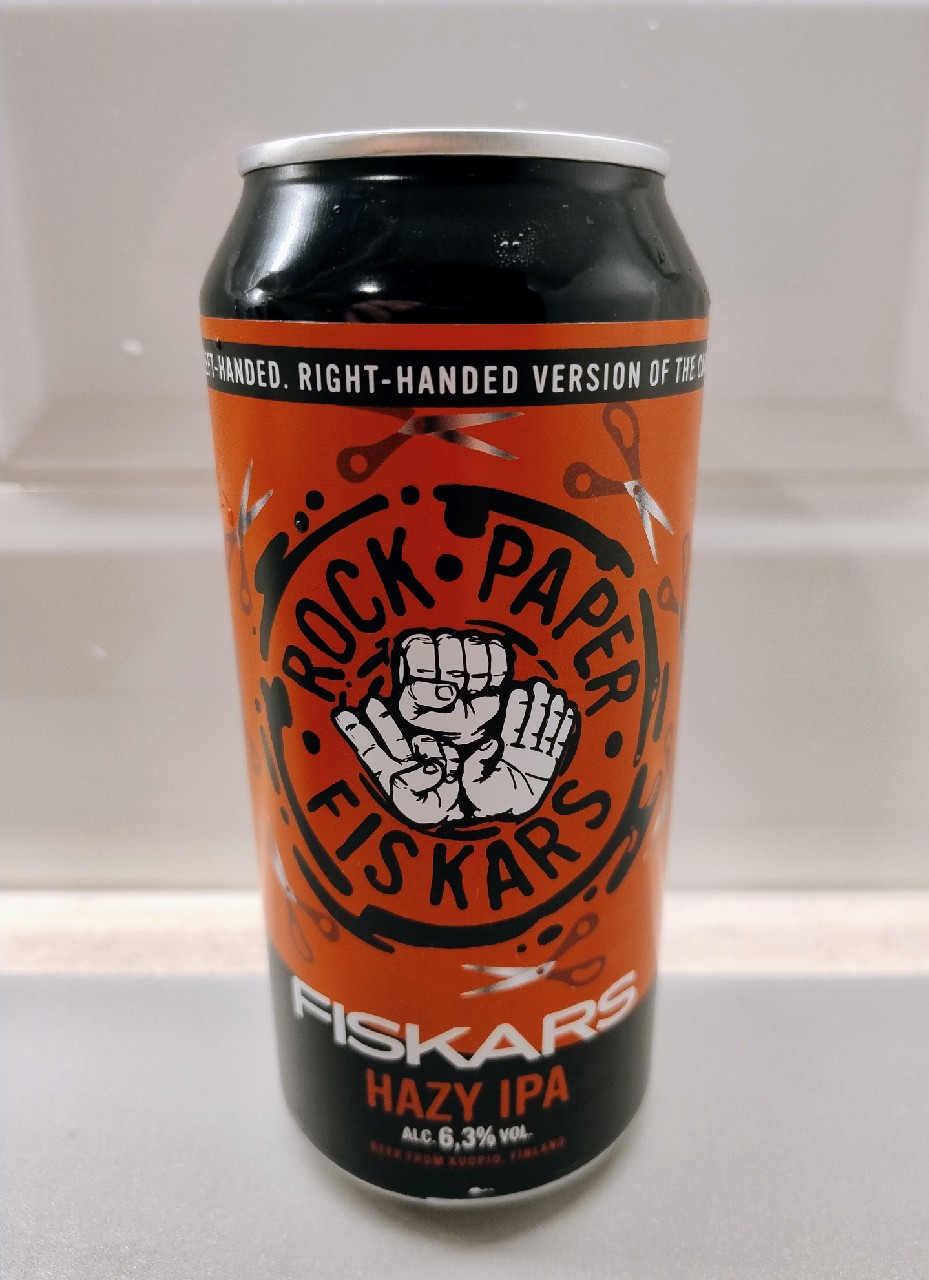 -HANDED. RIGHT-HANDED VERSION OF THE
ROCK • PAPER
• FISKARS •
FISKARS
HAZY IPA
ALC. 6,3% VOL.
BEER FROM KUOPIO, FINLAND